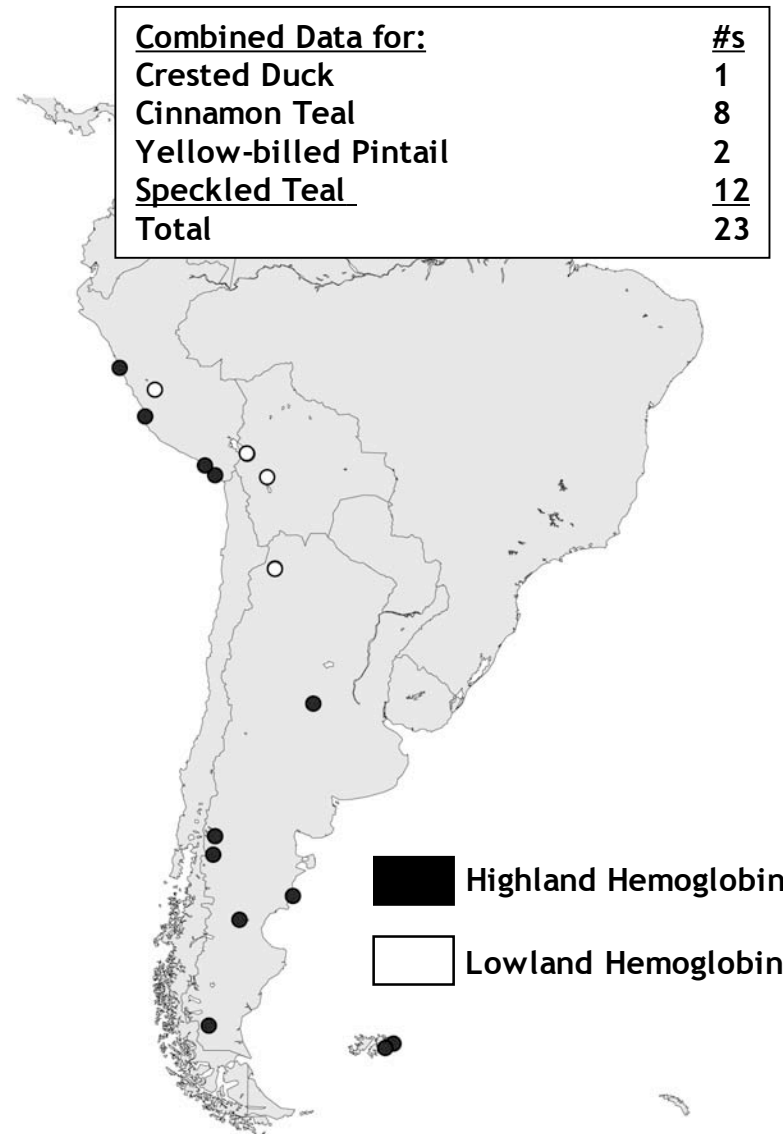 Combined Data for: #s
Crested Duck 1
Cinnamon Teal 8
Yellow-billed Pintail 2
Speckled Teal 12
Total 23
Highland Hemoglobin
Lowland Hemoglobin